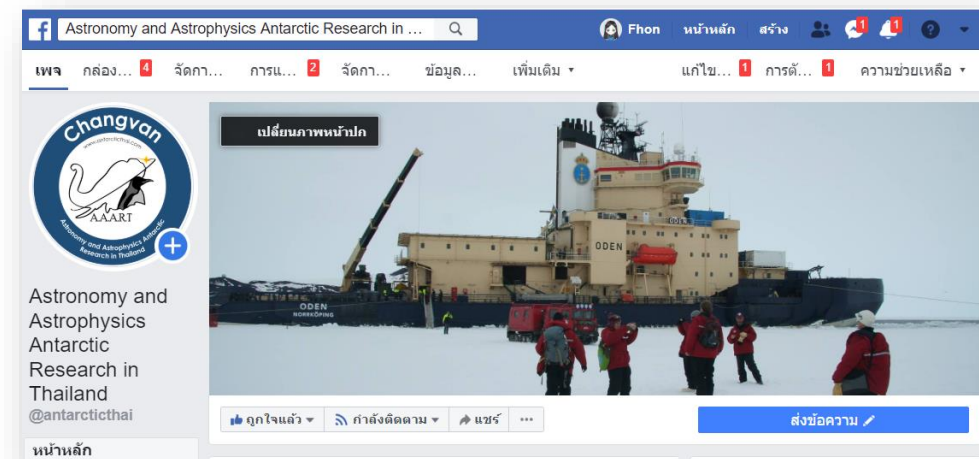 Astronomy and Astrophysics Antarctic Research in ...
Fhon
หน้าหลัก
สร้าง
1
1
?
เพจ
กล่อง... 4
จัดกา...
การแ... 2
จัดกา...
ข้อมูล...
เพิ่มเติม
แก้ไข... 1
การตั้... 1
ความช่วยเหลือ
Changvan
www.antarcticthai.com
A.A.ART
Astronomy and Astrophysics Antarctic
Research in Thailand
เปลี่ยนภาพหน้าปก
ODEN
ODEN
ODEN
NORRKÖPING
Astronomy and
Astrophysics
Antarctic
Research in
Thailand
@antarcticthai
ถูกใจแล้ว
กำลังติดตาม
แชร์
...
ส่งข้อความ
หน้าหลัก